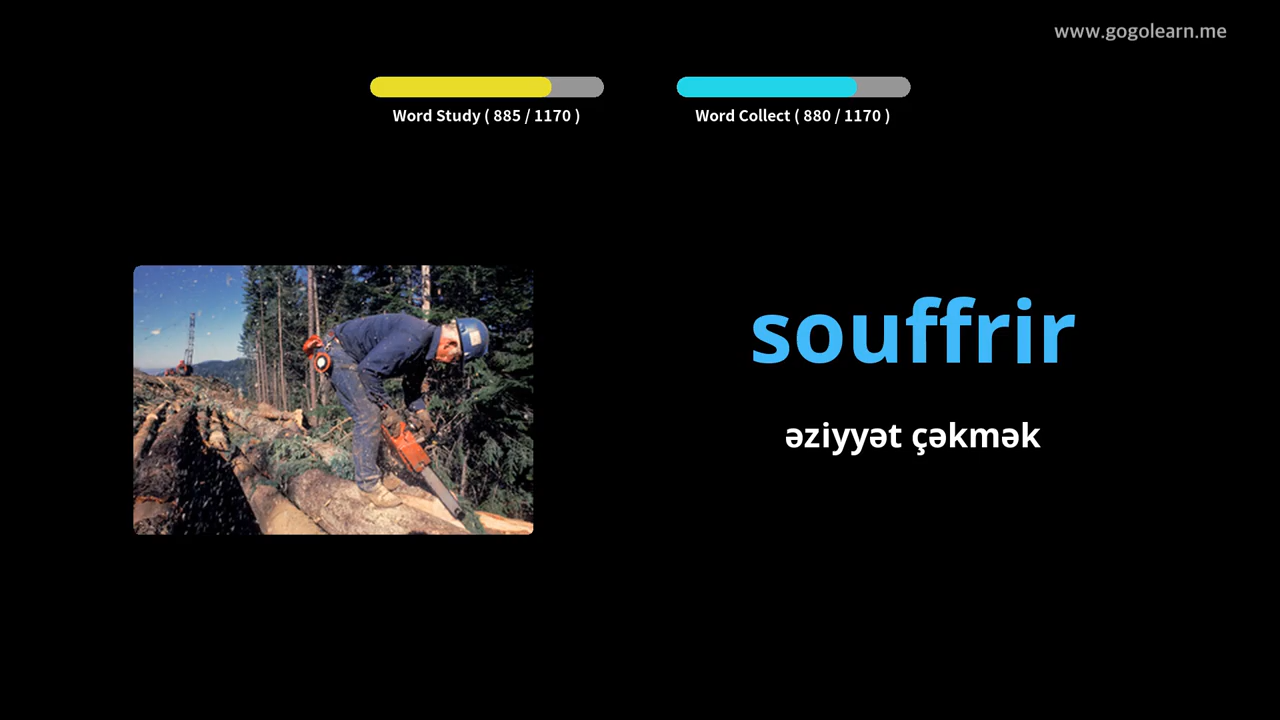 www.gogolearn.me
Word Study ( 885 / 1170 )
Word Collect ( 880 / 1170 )
souffrir
əziyyət çəkmək